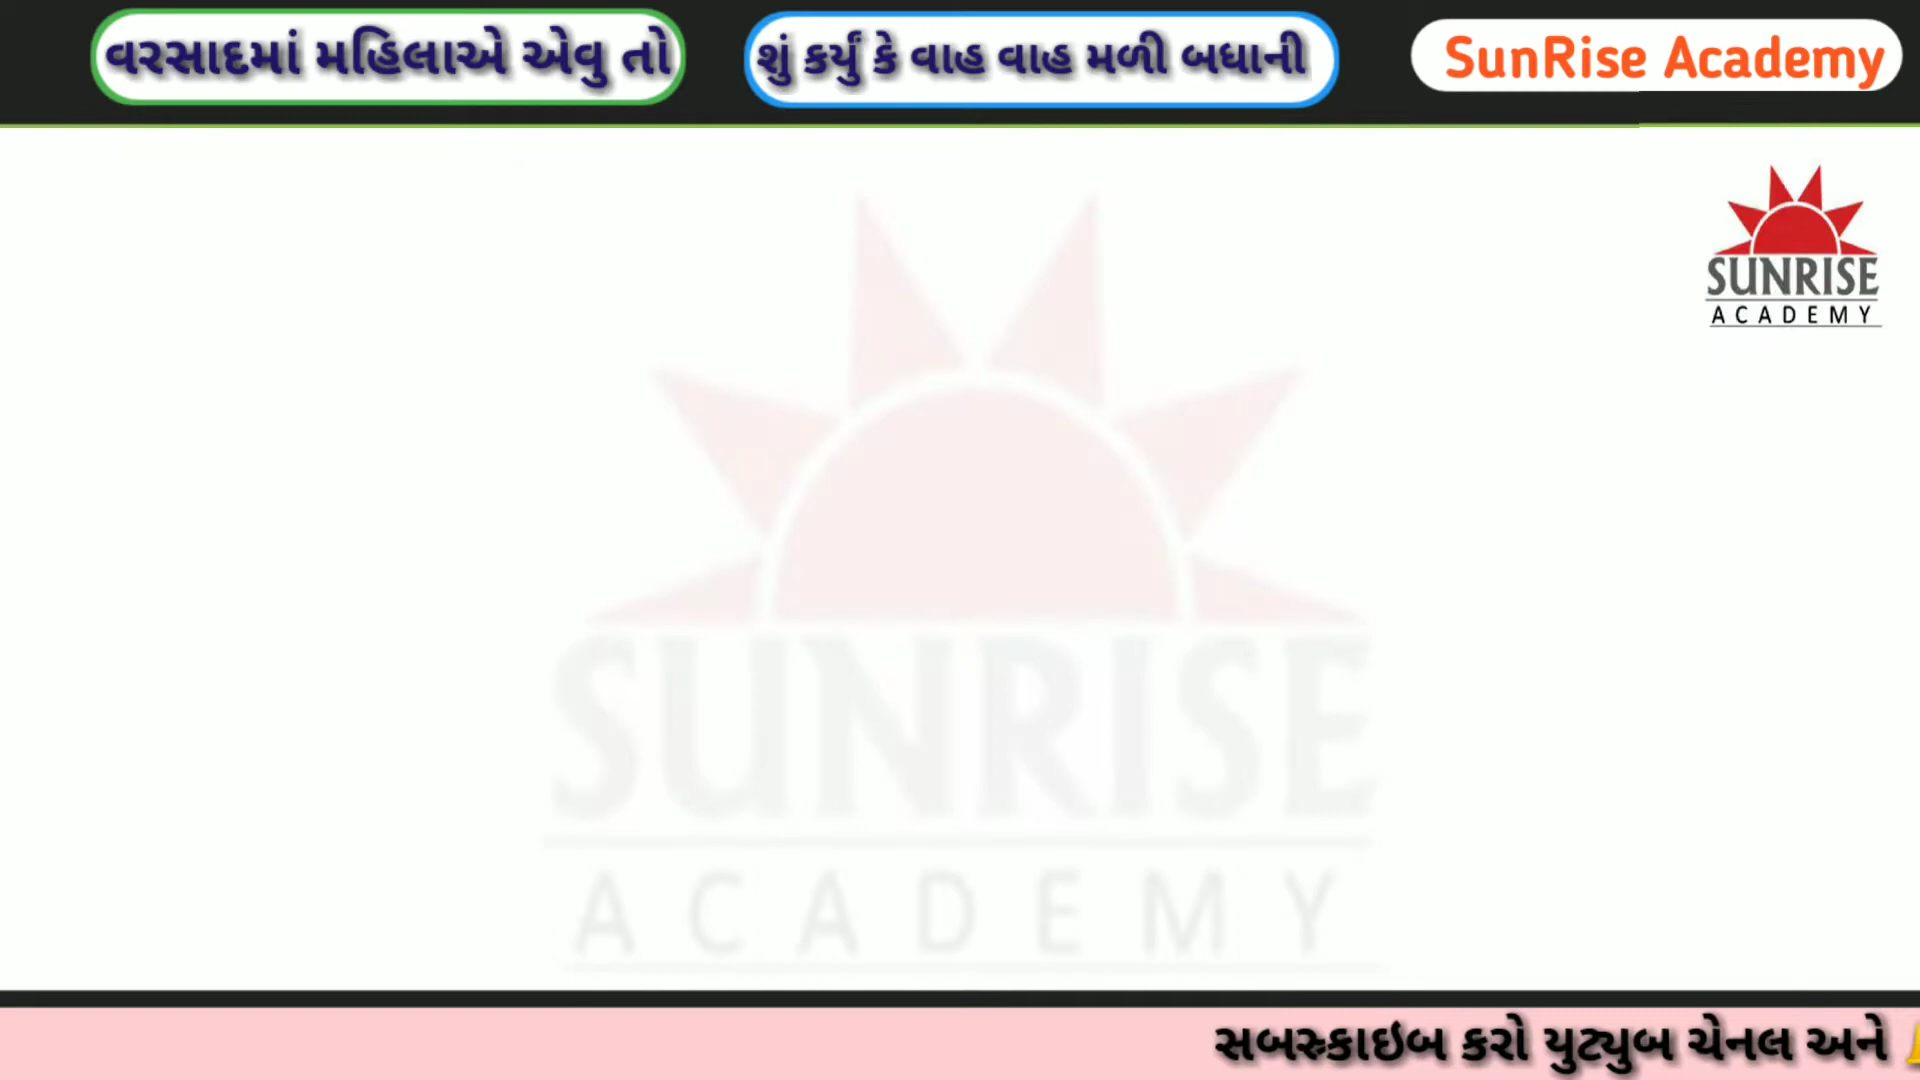 વરસાદમાં મહિલાએ એવુ તો
શું કર્યું કે વાહ વાહ મળી બધાની
SunRise Academy
SUNRISE
ACADEMY
SUNRISE
ACADEMY
સબસ્ક્રાઇબ કરો યુટ્યુબ ચેનલ અને